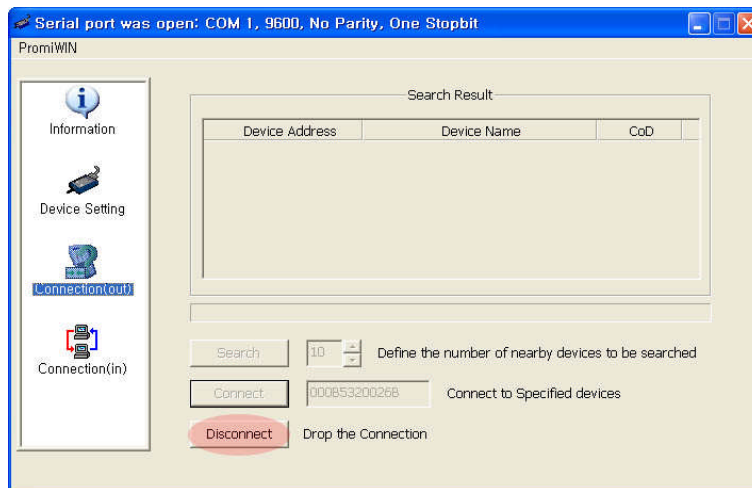 Serial port was open: COM 1, 9600, No Parity, One Stopbit
PromiWIN
Information
Device Setting
Connection(out)
Connection(in)
Search Result
Device Address Device Name CoD
Search 10 Define the number of nearby devices to be searched
Connect 000B5320026B Connect to Specified devices
Disconnect Drop the Connection